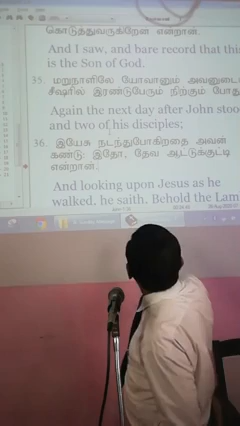 கொடுத்துவருகிறேன் என்றான்.
And I saw, and bare record that this
is the Son of God.
35. மறுநாளிலே யோவானும் அவனுடைய
சீஷரில் இரண்டுபேரும் நிற்கும் போது
Again the next day after John stood
and two of his disciples;
36. இயேசு நடந்துபோகிறதை அவன்
கண்டு: இதோ, தேவ ஆட்டுக்குட்டி
என்றான்.
And looking upon Jesus as he
walked, he saith, Behold the Lam